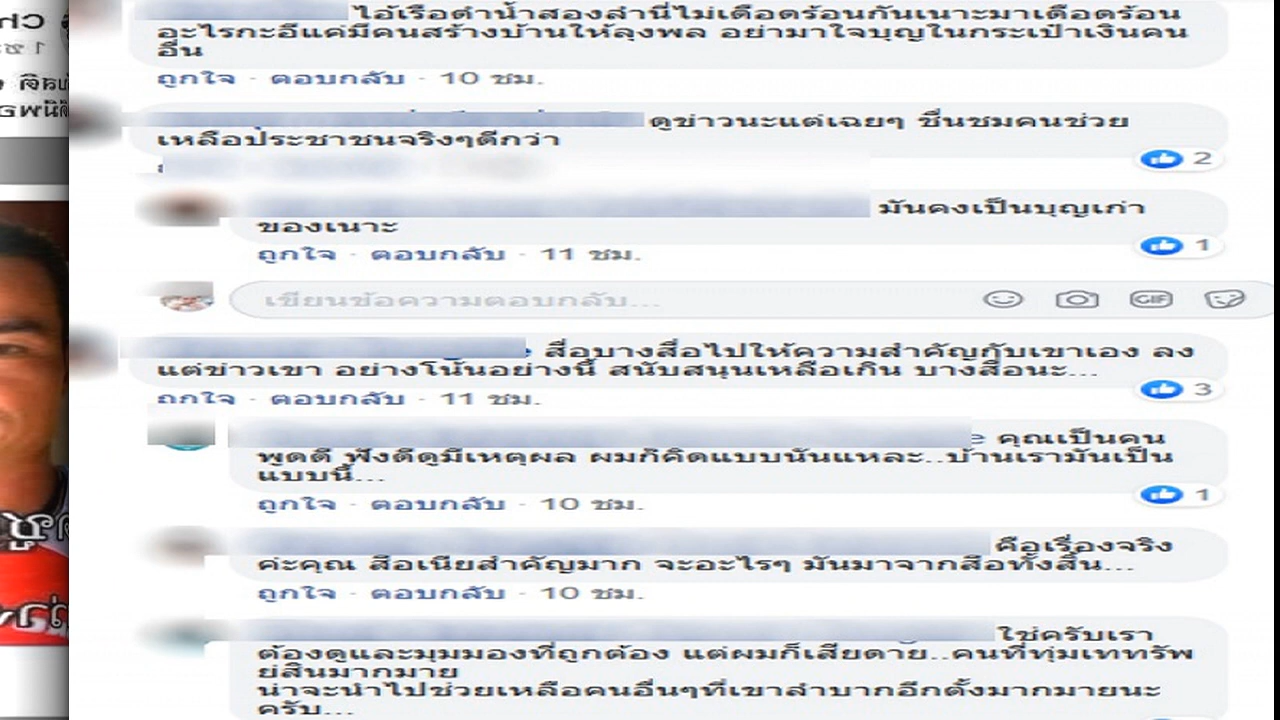 ไอ้เรือดำน้ำสองลำนี่ไม่เดือดร้อนกันเนาะมาเดือดร้อน
อะไรกะอีแค่มีคนสร้างบ้านให้ลุงพล อย่ามาใจบุญในกระเป๋าเงินคน
อื่น
ถูกใจ · ตอบกลับ · 10 ชม.
ดูข่าวนะแต่เฉยๆ ชื่นชมคนช่วย
เหลือประชาชนจริงๆดีกว่า
2
มันคงเป็นบุญเก่า
ของเนาะ
ถูกใจ · ตอบกลับ · 11 ชม.
1
เขียนข้อความตอบกลับ...
GIF
สื่อบางสื่อไปให้ความสำคัญกับเขาเอง ลง
แต่ข่าวเขา อย่างโน้นอย่างนี้ สนับสนุนเหลือเกิน บางสื่อนะ...
ถูกใจ · ตอบกลับ · 11 ชม.
3
คุณเป็นคน
พูดดี ฟังดีดูมีเหตุผล ผมก็คิดแบบนั้นแหละ..บ้านเรามันเป็น
แบบนี้...
ถูกใจ · ตอบกลับ · 10 ชม.
1
คือเรื่องจริง
ค่ะคุณ สื่อเนี่ยสำคัญมาก จะอะไรๆ มันมาจากสื่อทั้งสิ้น...
ถูกใจ · ตอบกลับ · 10 ชม.
ใช่ครับเรา
ต้องดูและมุมมองที่ถูกต้อง แต่ผมก็เสียดาย..คนที่ทุ่มเททรัพ
ย์สินมากมาย
น่าจะนำไปช่วยเหลือคนอื่นๆที่เขาลำบากอีกตั้งมากมายนะ
ครับ...